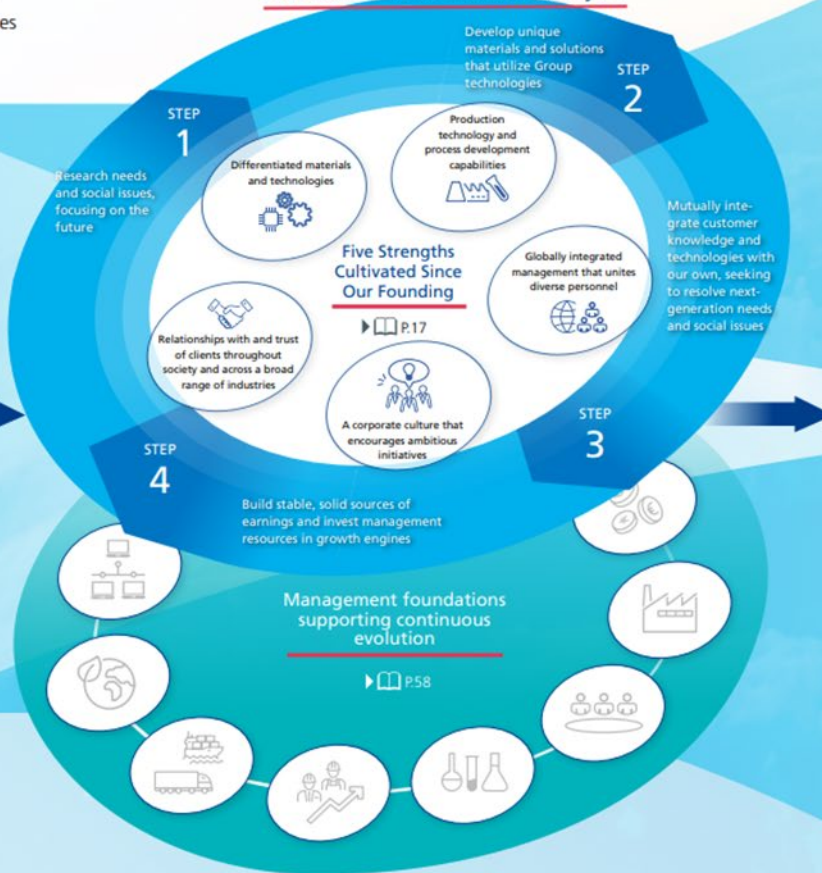 es
STEP
1
Research needs
and social issues,
focusing on the
future
Develop unique
materials and solutions
that utilize Group
technologies
STEP
2
Mutually inte-
grate customer
knowledge and
technologies with
our own, seeking
to resolve next-
generation needs
and social issues
STEP
3
STEP
4
Build stable, solid sources of
earnings and invest management
resources in growth engines
Differentiated materials
and technologies
Production
technology and
process development
capabilities
Five Strengths
Cultivated Since
Our Founding
P.17
Globally integrated
management that unites
diverse personnel
Relationships with and trust
of clients throughout
society and across a broad
range of industries
A corporate culture that
encourages ambitious
initiatives
Management foundations
supporting continuous
evolution
P.58